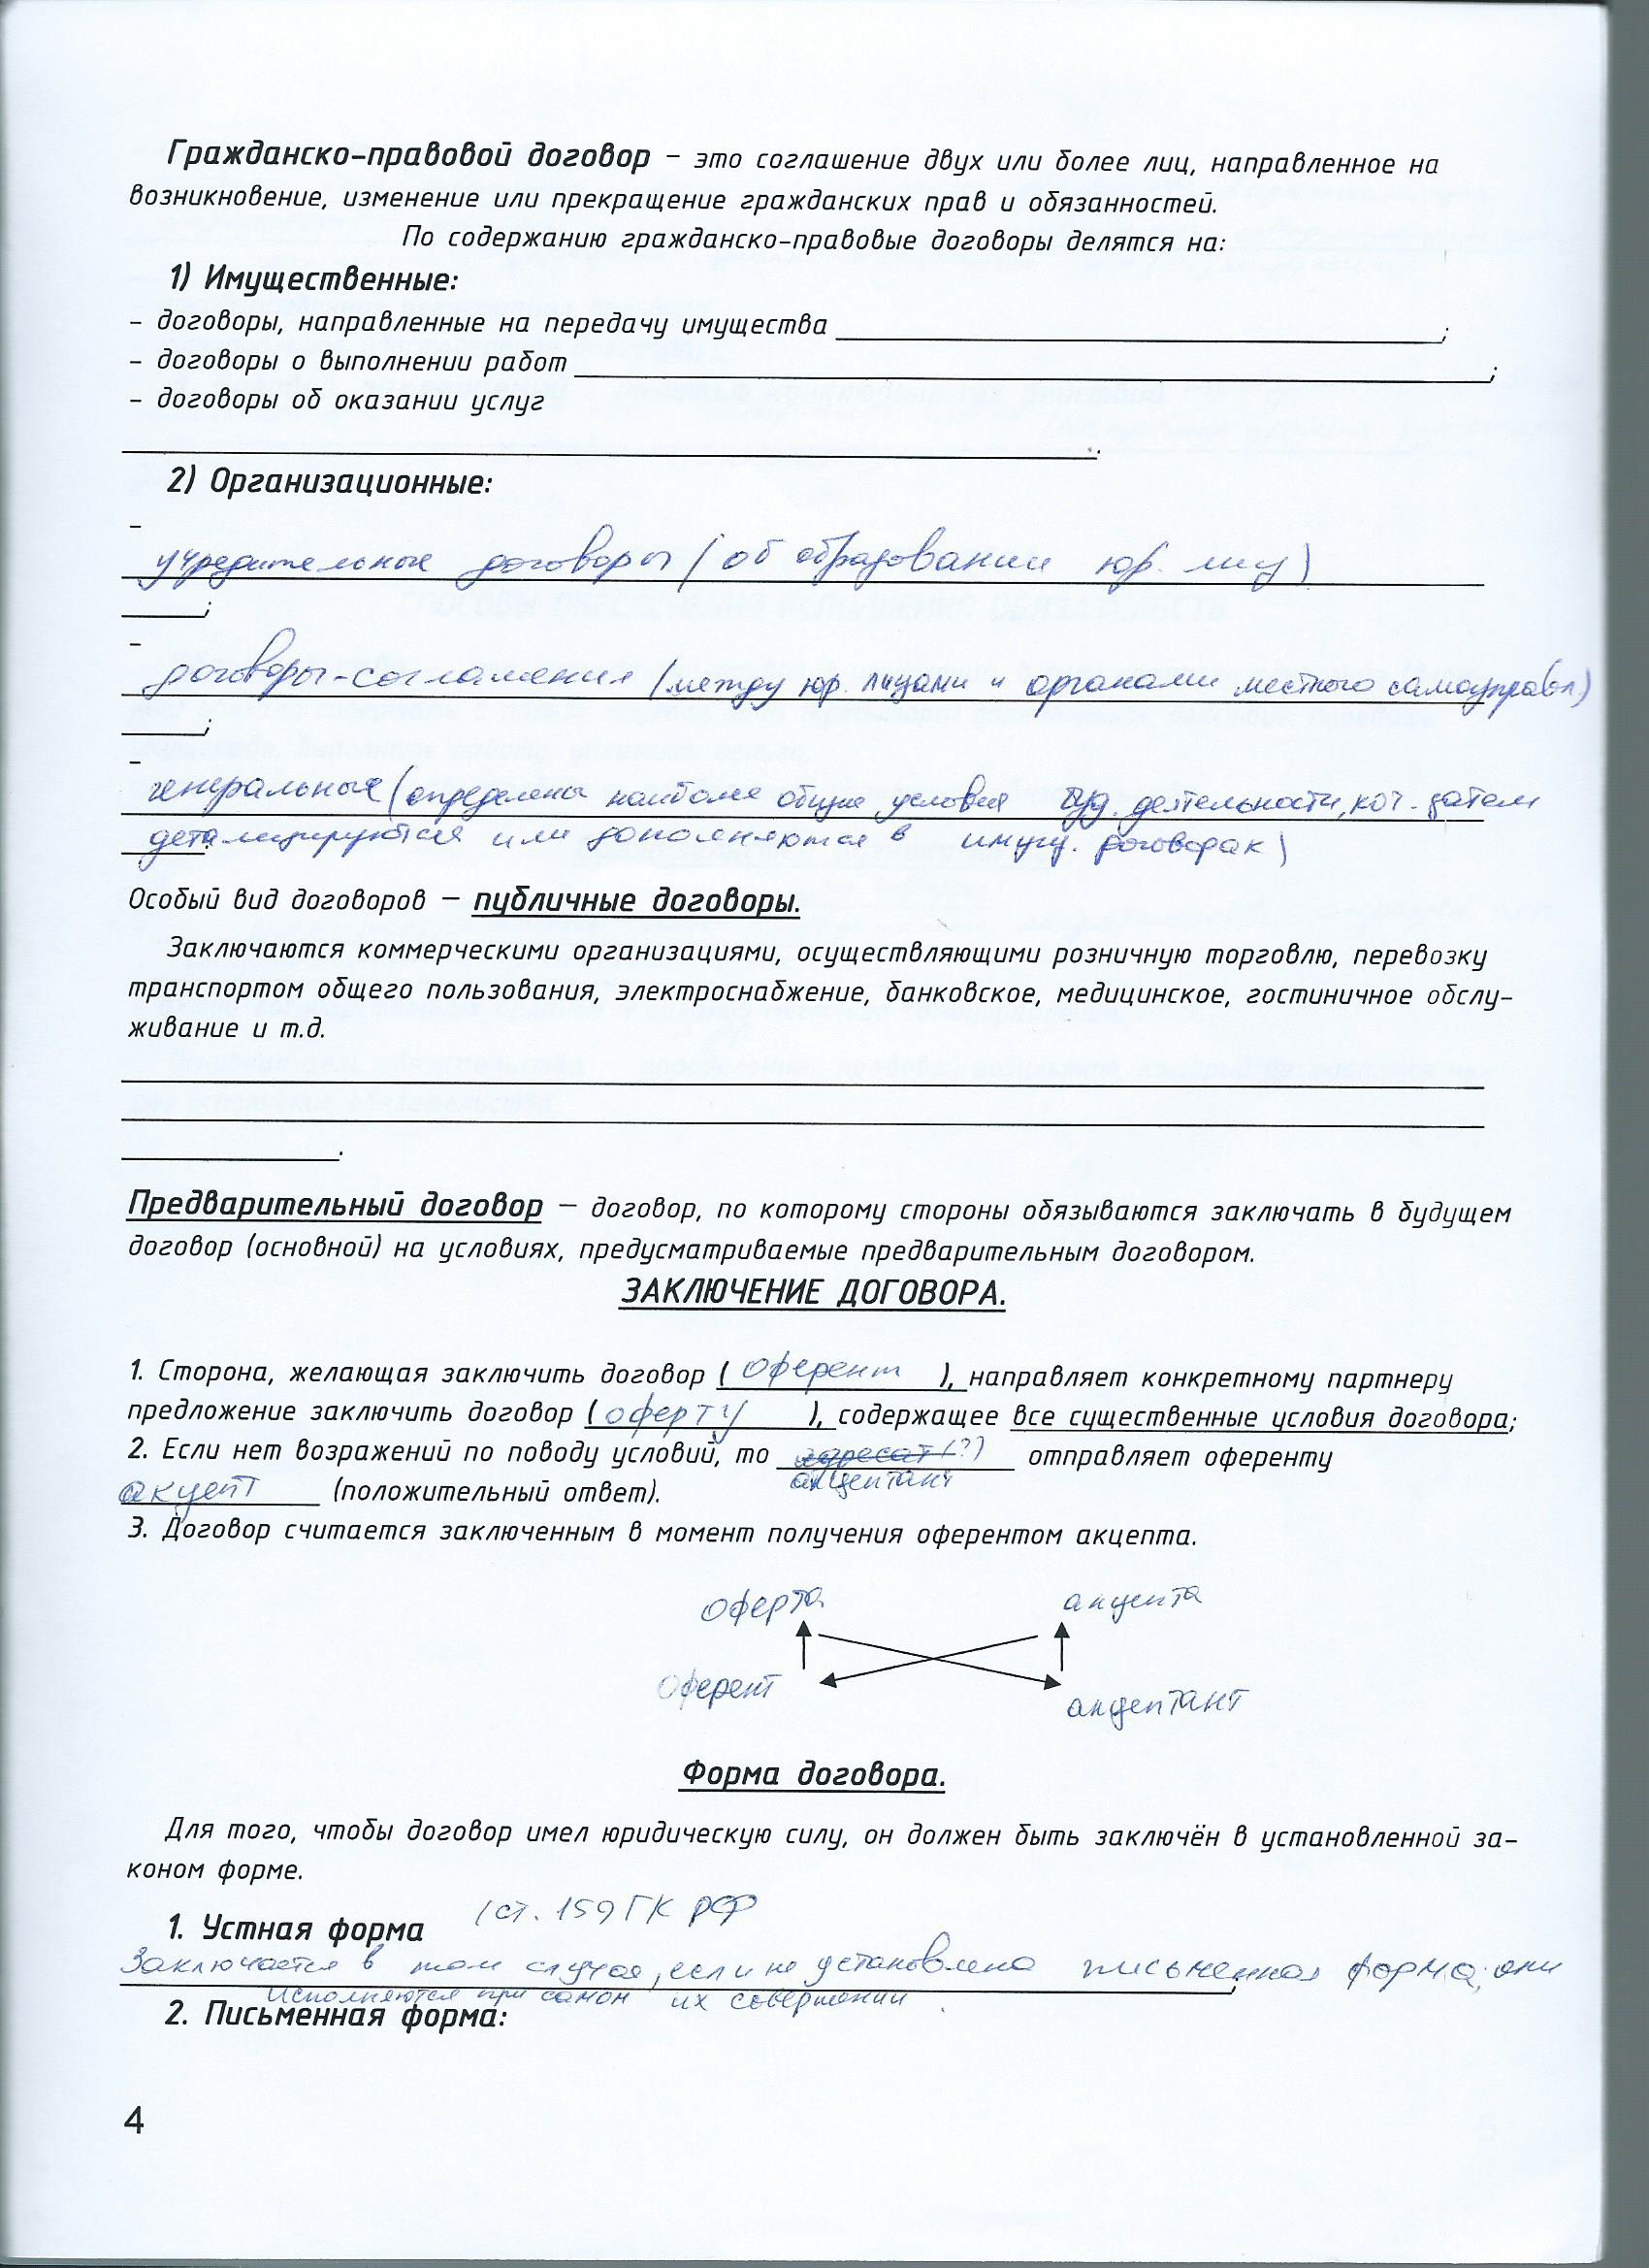 Гражданско-правовой договор – это соглашение двух или более лиц, направленное на
возникновение, изменение или прекращение гражданских прав и обязанностей.
По содержанию гражданско-правовые договоры делятся на:
1) Имущественные:
- договоры, направленные на передачу имущества ;
- договоры о выполнении работ ;
- договоры об оказании услуг
.
2) Организационные:
-
учредительные договоры (об образовании юр. лиц)
;
-
договоры-соглашения (между юр. лицами и органами местного самоуправл.)
;
-
генеральные (определены наиболее общие условия буд. деятельности, кот. затем
детализируются или дополняются в имущ. договорах)
Особый вид договоров – публичные договоры.
Заключаются коммерческими организациями, осуществляющими розничную торговлю, перевозку
транспортом общего пользования, электроснабжение, банковское, медицинское, гостиничное обслу-
живание и т.д.
.
Предварительный договор – договор, по которому стороны обязываются заключать в будущем
договор (основной) на условиях, предусматриваемые предварительным договором.
ЗАКЛЮЧЕНИЕ ДОГОВОРА.
1. Сторона, желающая заключить договор ( оферент ), направляет конкретному партнеру
предложение заключить договор ( оферту ), содержащее все существенные условия договора;
2. Если нет возражений по поводу условий, то адресат (?) отправляет оференту
акцептант
акцепт (положительный ответ).
3. Договор считается заключенным в момент получения оферентом акцепта.
оферта акцепта
оферент акцептант
Форма договора.
Для того, чтобы договор имел юридическую силу, он должен быть заключён в установленной за-
коном форме.
1. Устная форма (ст. 159 ГК РФ
Заключается в том случае, если не установлена письменная форма; они
исполняются при самом их совершении.
2. Письменная форма:
4